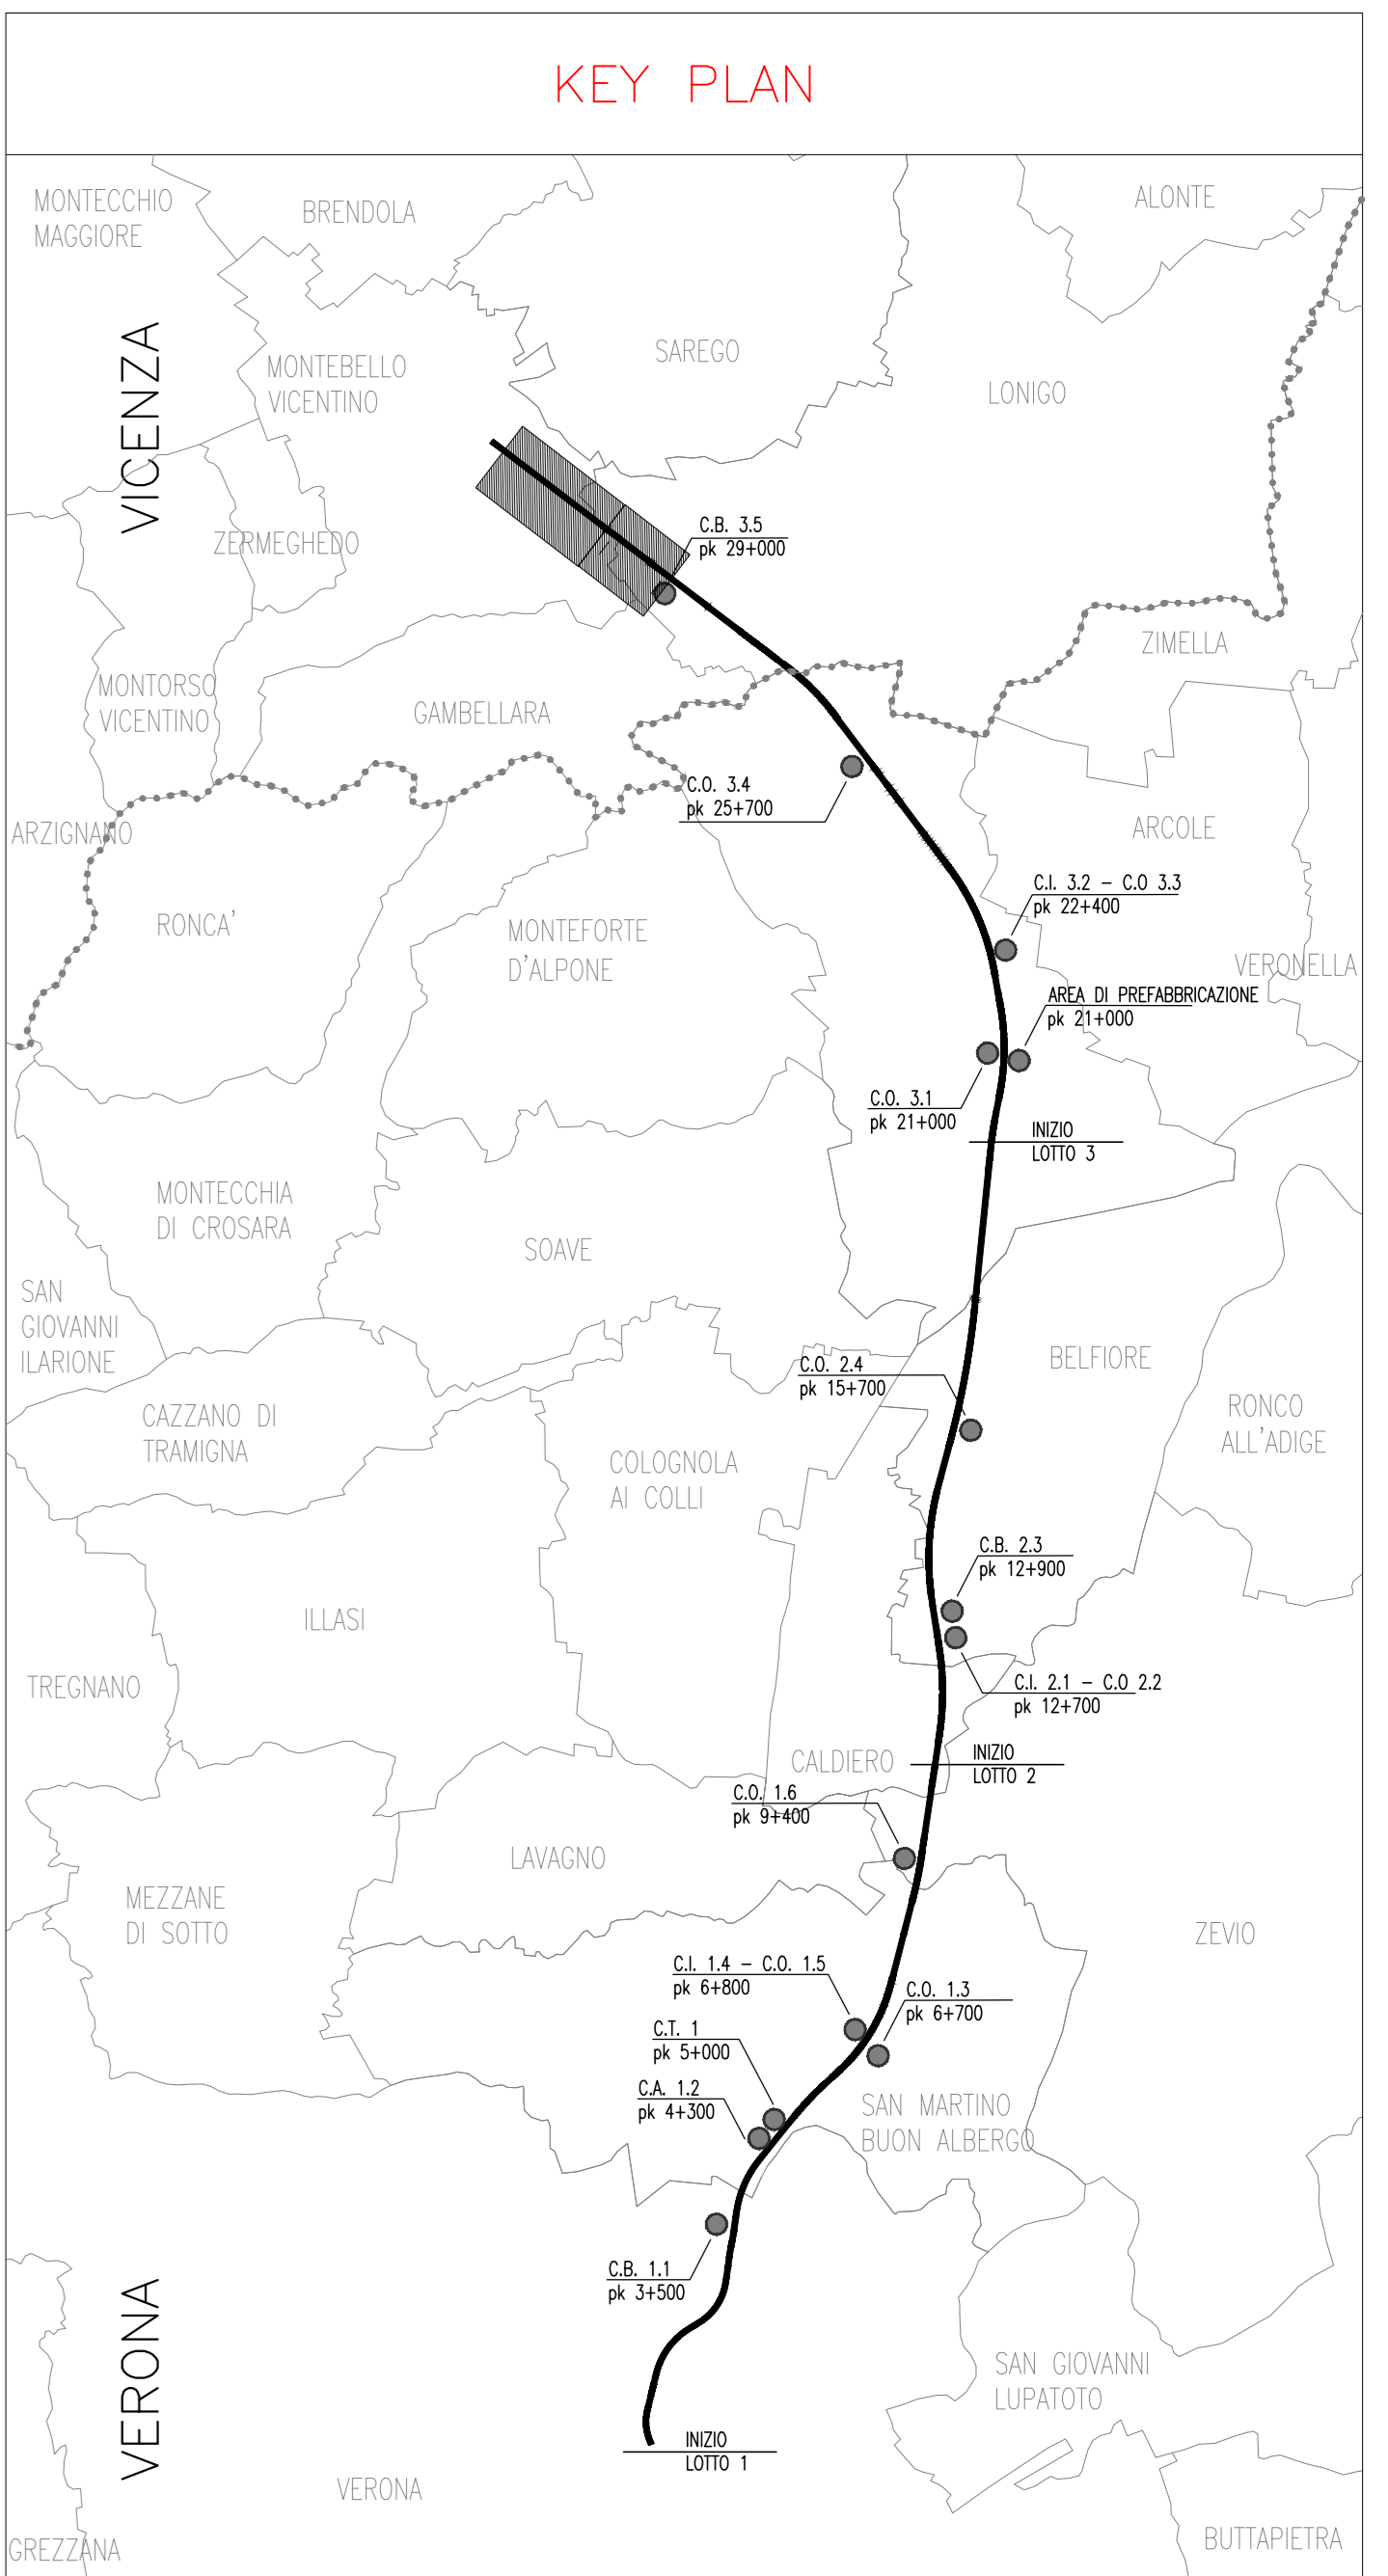 KEY PLAN
MONTECCHIO
MAGGIORE
BRENDOLA
ALONTE
VICENZA
MONTEBELLO
VICENTINO
SAREGO
LONIGO
ZERMEGHEDO
C.B. 3.5
pk 29+000
ZIMELLA
MONTORSO
VICENTINO
GAMBELLARA
C.O. 3.4
pk 25+700
ARZIGNANO
ARCOLE
RONCA'
MONTEFORTE
D'ALPONE
C.I. 3.2 - C.O 3.3
pk 22+400
VERONELLA
AREA DI PREFABBRICAZIONE
pk 21+000
C.O. 3.1
pk 21+000
INIZIO
LOTTO 3
MONTECCHIA
DI CROSARA
SOAVE
SAN
GIOVANNI
ILARIONE
BELFIORE
C.O. 2.4
pk 15+700
CAZZANO DI
TRAMIGNA
RONCO
ALL'ADIGE
COLOGNOLA
AI COLLI
C.B. 2.3
pk 12+900
ILLASI
TREGNANO
C.I. 2.1 - C.O 2.2
pk 12+700
CALDIERO
INIZIO
LOTTO 2
C.O. 1.6
pk 9+400
LAVAGNO
MEZZANE
DI SOTTO
ZEVIO
C.I. 1.4 - C.O. 1.5
pk 6+800
C.O. 1.3
pk 6+700
C.T. 1
pk 5+000
C.A. 1.2
pk 4+300
SAN MARTINO
BUON ALBERGO
C.B. 1.1
pk 3+500
VERONA
SAN GIOVANNI
LUPATOTO
INIZIO
LOTTO 1
VERONA
GREZZANA
BUTTAPIETRA